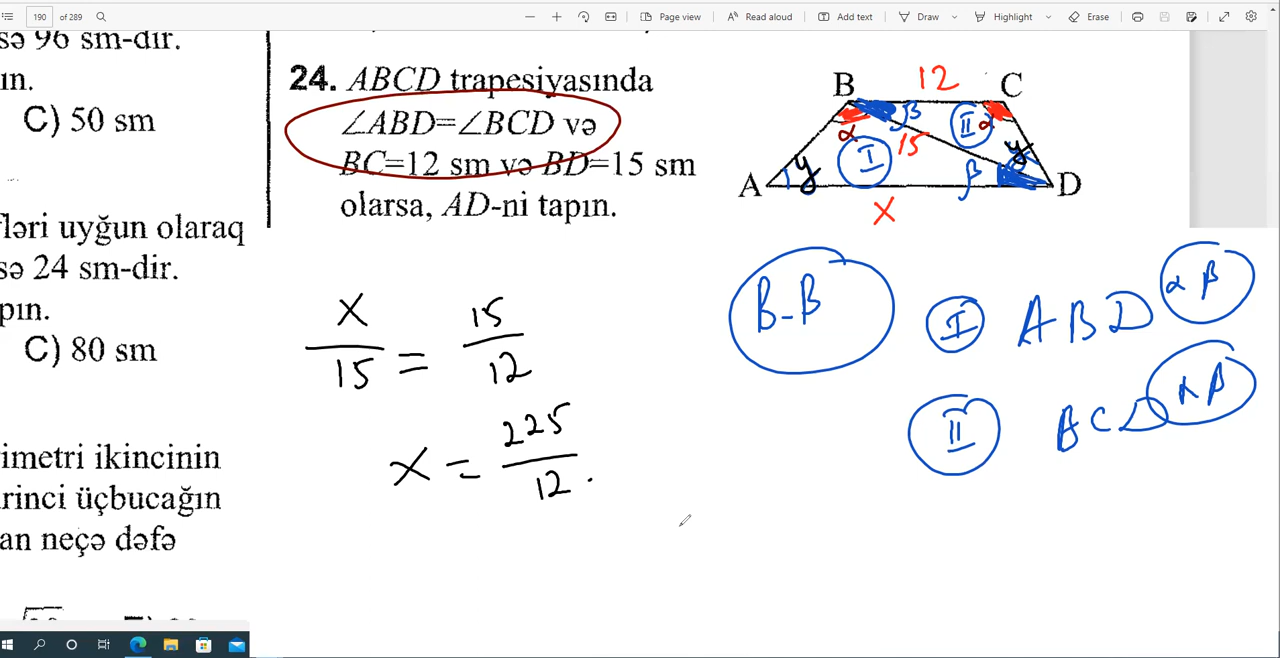 190 of 289
Page view
Read aloud
Add text
Draw
Highlight
Erase
sə 96 sm-dir.
ın.
C) 50 sm
fləri uyğun olaraq
sə 24 sm-dir.
pın.
C) 80 sm
imetri ikincinin
rinci üçbucağın
an neçə dəfə
24. ABCD trapesiyasında
∠ABD=∠BCD və
BC=12 sm və BD=15 sm
olarsa, AD-ni tapın.
B 12 C
α β 15 II α
y I β y
A D
x
x/15 = 15/12
x = 225/12.
B-B
I ABD α β
II BCD α β